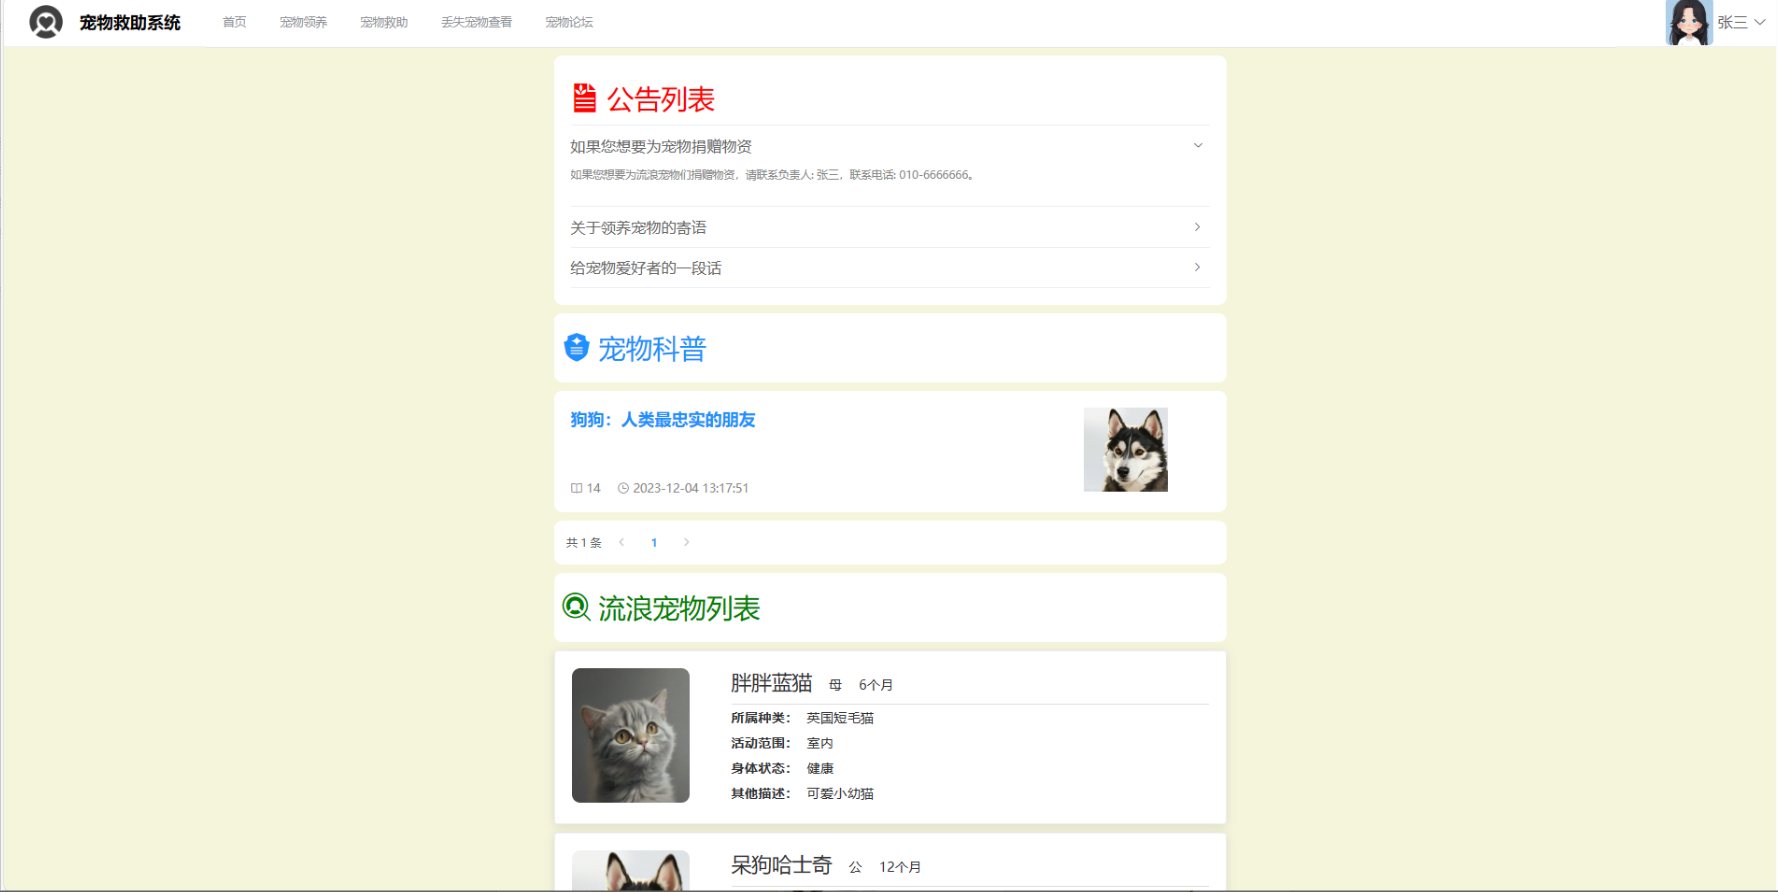 宠物救助系统 首页 宠物领养 宠物救助 丢失宠物查看 宠物论坛 张三
公告列表
如果您想要为宠物捐赠物资
如果您想要为流浪宠物们捐赠物资，请联系负责人: 张三，联系电话: 010-6666666。
关于领养宠物的寄语
给宠物爱好者的一段话
宠物科普
狗狗：人类最忠实的朋友
14 2023-12-04 13:17:51
共 1 条 1
流浪宠物列表
胖胖蓝猫 母 6个月
所属种类： 英国短毛猫
活动范围： 室内
身体状态： 健康
其他描述： 可爱小幼猫
呆狗哈士奇 公 12个月